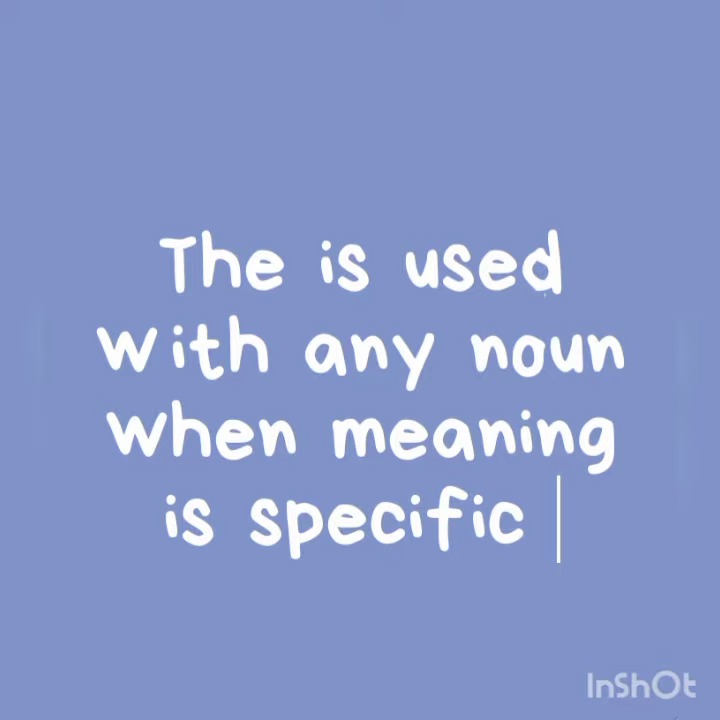 The is used
with any noun
when meaning
is specific
InShOt